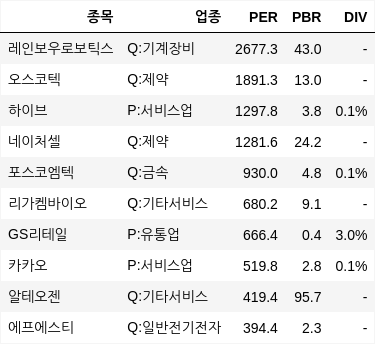 종목 업종 PER PBR DIV
레인보우로보틱스 Q:기계장비 2677.3 43.0 -
오스코텍 Q:제약 1891.3 13.0 -
하이브 P:서비스업 1297.8 3.8 0.1%
네이처셀 Q:제약 1281.6 24.2 -
포스코엠텍 Q:금속 930.0 4.8 0.1%
리가켐바이오 Q:기타서비스 680.2 9.1 -
GS리테일 P:유통업 666.4 0.4 3.0%
카카오 P:서비스업 519.8 2.8 0.1%
알테오젠 Q:기타서비스 419.4 95.7 -
에프에스티 Q:일반전기전자 394.4 2.3 -